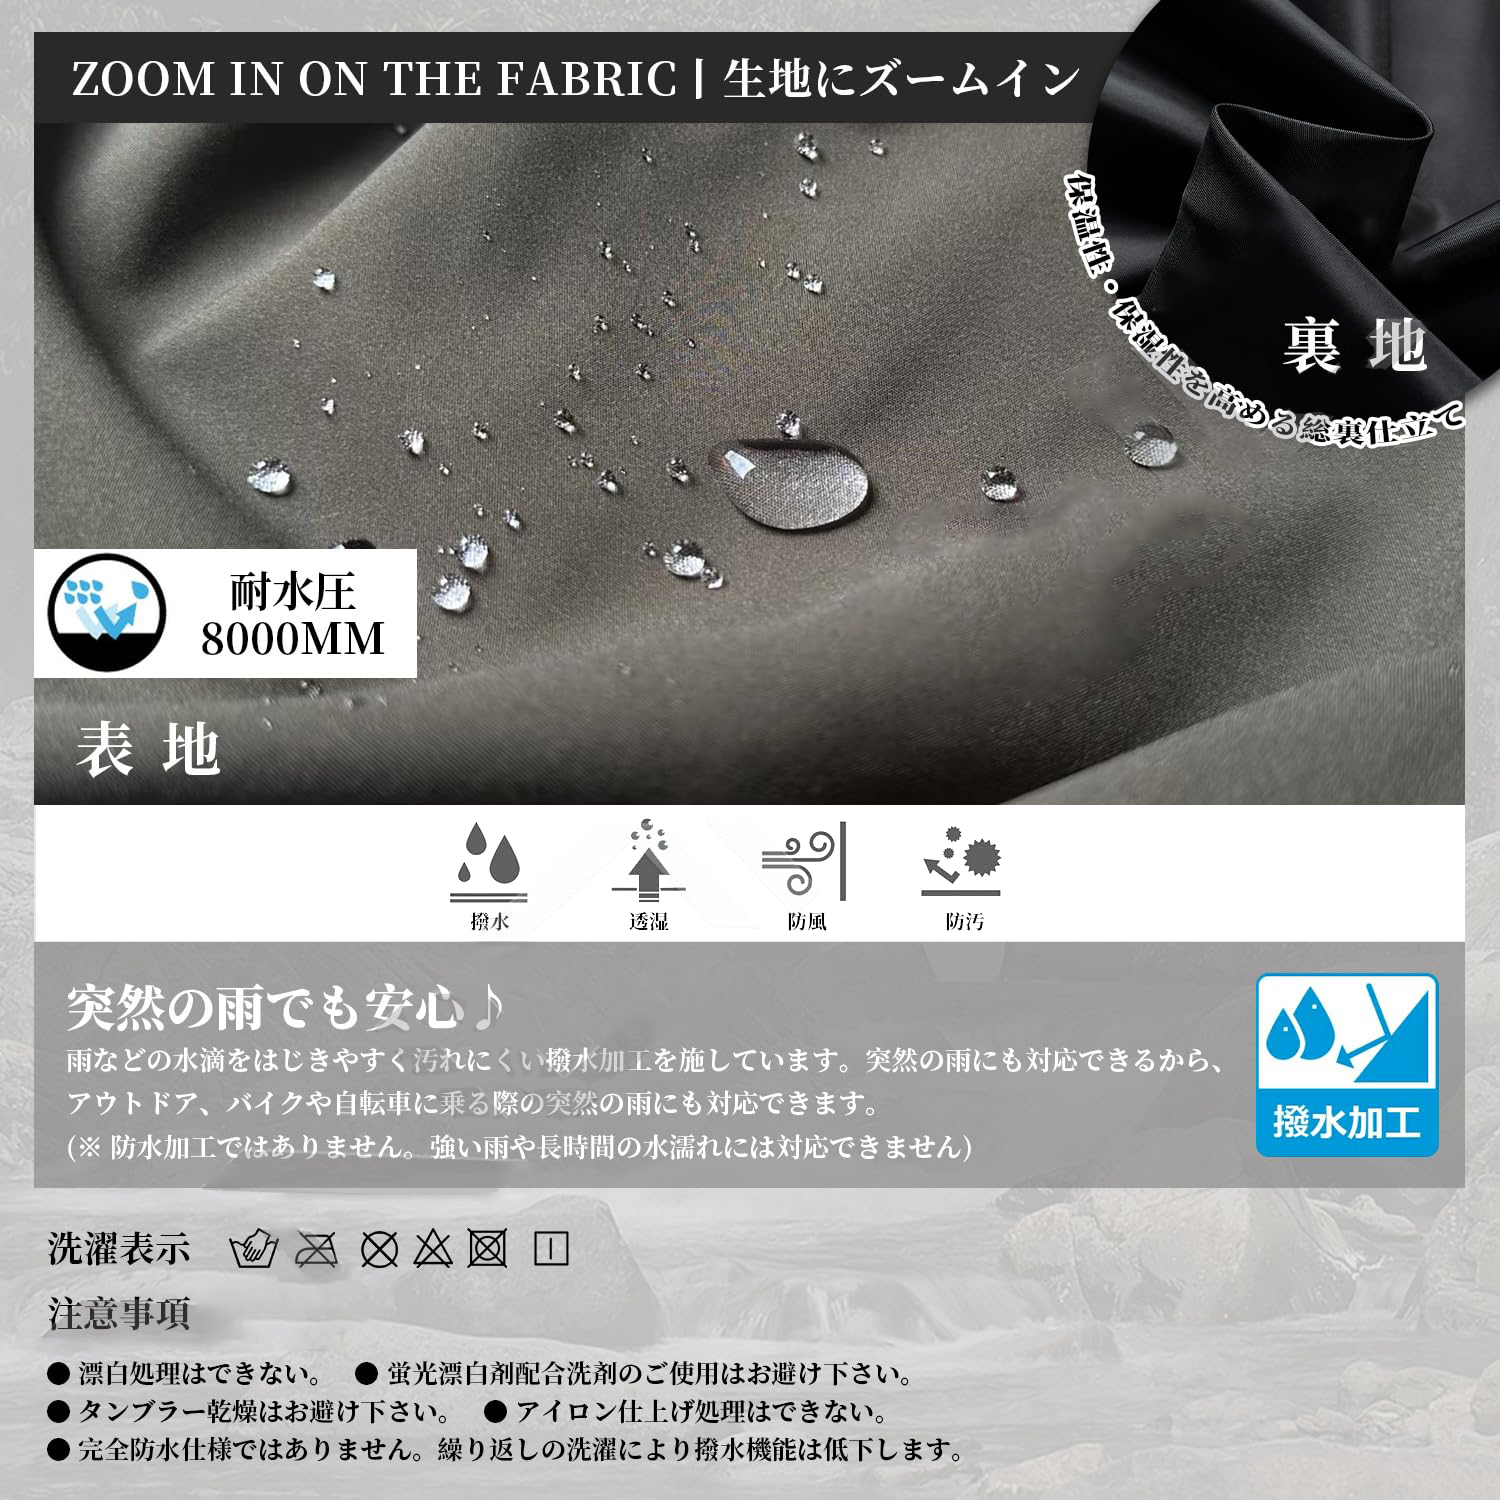 ZOOM IN ON THE FABRIC | 生地にズームイン
保温性・保湿性を高める総裏仕立て
裏地
耐水圧
8000MM
表地
撥水 透湿 防風 防汚
突然の雨でも安心♪
雨などの水滴をはじきやすく汚れにくい撥水加工を施しています。突然の雨にも対応できるから、
アウトドア、バイクや自転車に乗る際の突然の雨にも対応できます。
(※ 防水加工ではありません。強い雨や長時間の水濡れには対応できません)
撥水加工
洗濯表示
注意事項
● 漂白処理はできない。 ● 蛍光漂白剤配合洗剤のご使用はお避け下さい。
● タンブラー乾燥はお避け下さい。 ● アイロン仕上げ処理はできない。
● 完全防水仕様ではありません。繰り返しの洗濯により撥水機能は低下します。